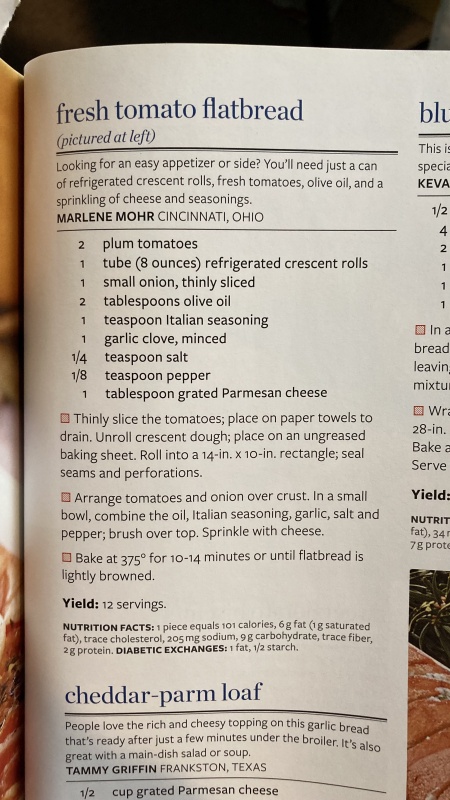 fresh tomato flatbread
(pictured at left)
Looking for an easy appetizer or side? You'll need just a can
of refrigerated crescent rolls, fresh tomatoes, olive oil, and a
sprinkling of cheese and seasonings.
MARLENE MOHR CINCINNATI, OHIO
2 plum tomatoes
1 tube (8 ounces) refrigerated crescent rolls
1 small onion, thinly sliced
2 tablespoons olive oil
1 teaspoon Italian seasoning
1 garlic clove, minced
1/4 teaspoon salt
1/8 teaspoon pepper
1 tablespoon grated Parmesan cheese
Thinly slice the tomatoes; place on paper towels to
drain. Unroll crescent dough; place on an ungreased
baking sheet. Roll into a 14-in. x 10-in. rectangle; seal
seams and perforations.
Arrange tomatoes and onion over crust. In a small
bowl, combine the oil, Italian seasoning, garlic, salt and
pepper; brush over top. Sprinkle with cheese.
Bake at 375° for 10-14 minutes or until flatbread is
lightly browned.
Yield: 12 servings.
NUTRITION FACTS: 1 piece equals 101 calories, 6 g fat (1 g saturated
fat), trace cholesterol, 205 mg sodium, 9 g carbohydrate, trace fiber,
2 g protein. DIABETIC EXCHANGES: 1 fat, 1/2 starch.
cheddar-parm loaf
People love the rich and cheesy topping on this garlic bread
that's ready after just a few minutes under the broiler. It's also
great with a main-dish salad or soup.
TAMMY GRIFFIN FRANKSTON, TEXAS
1/2 cup grated Parmesan cheese
This is
KEVA
1/2
4
2
1
1
1
In a
bread
28-in.
Bake a
Serve
Yield:
fat), 34